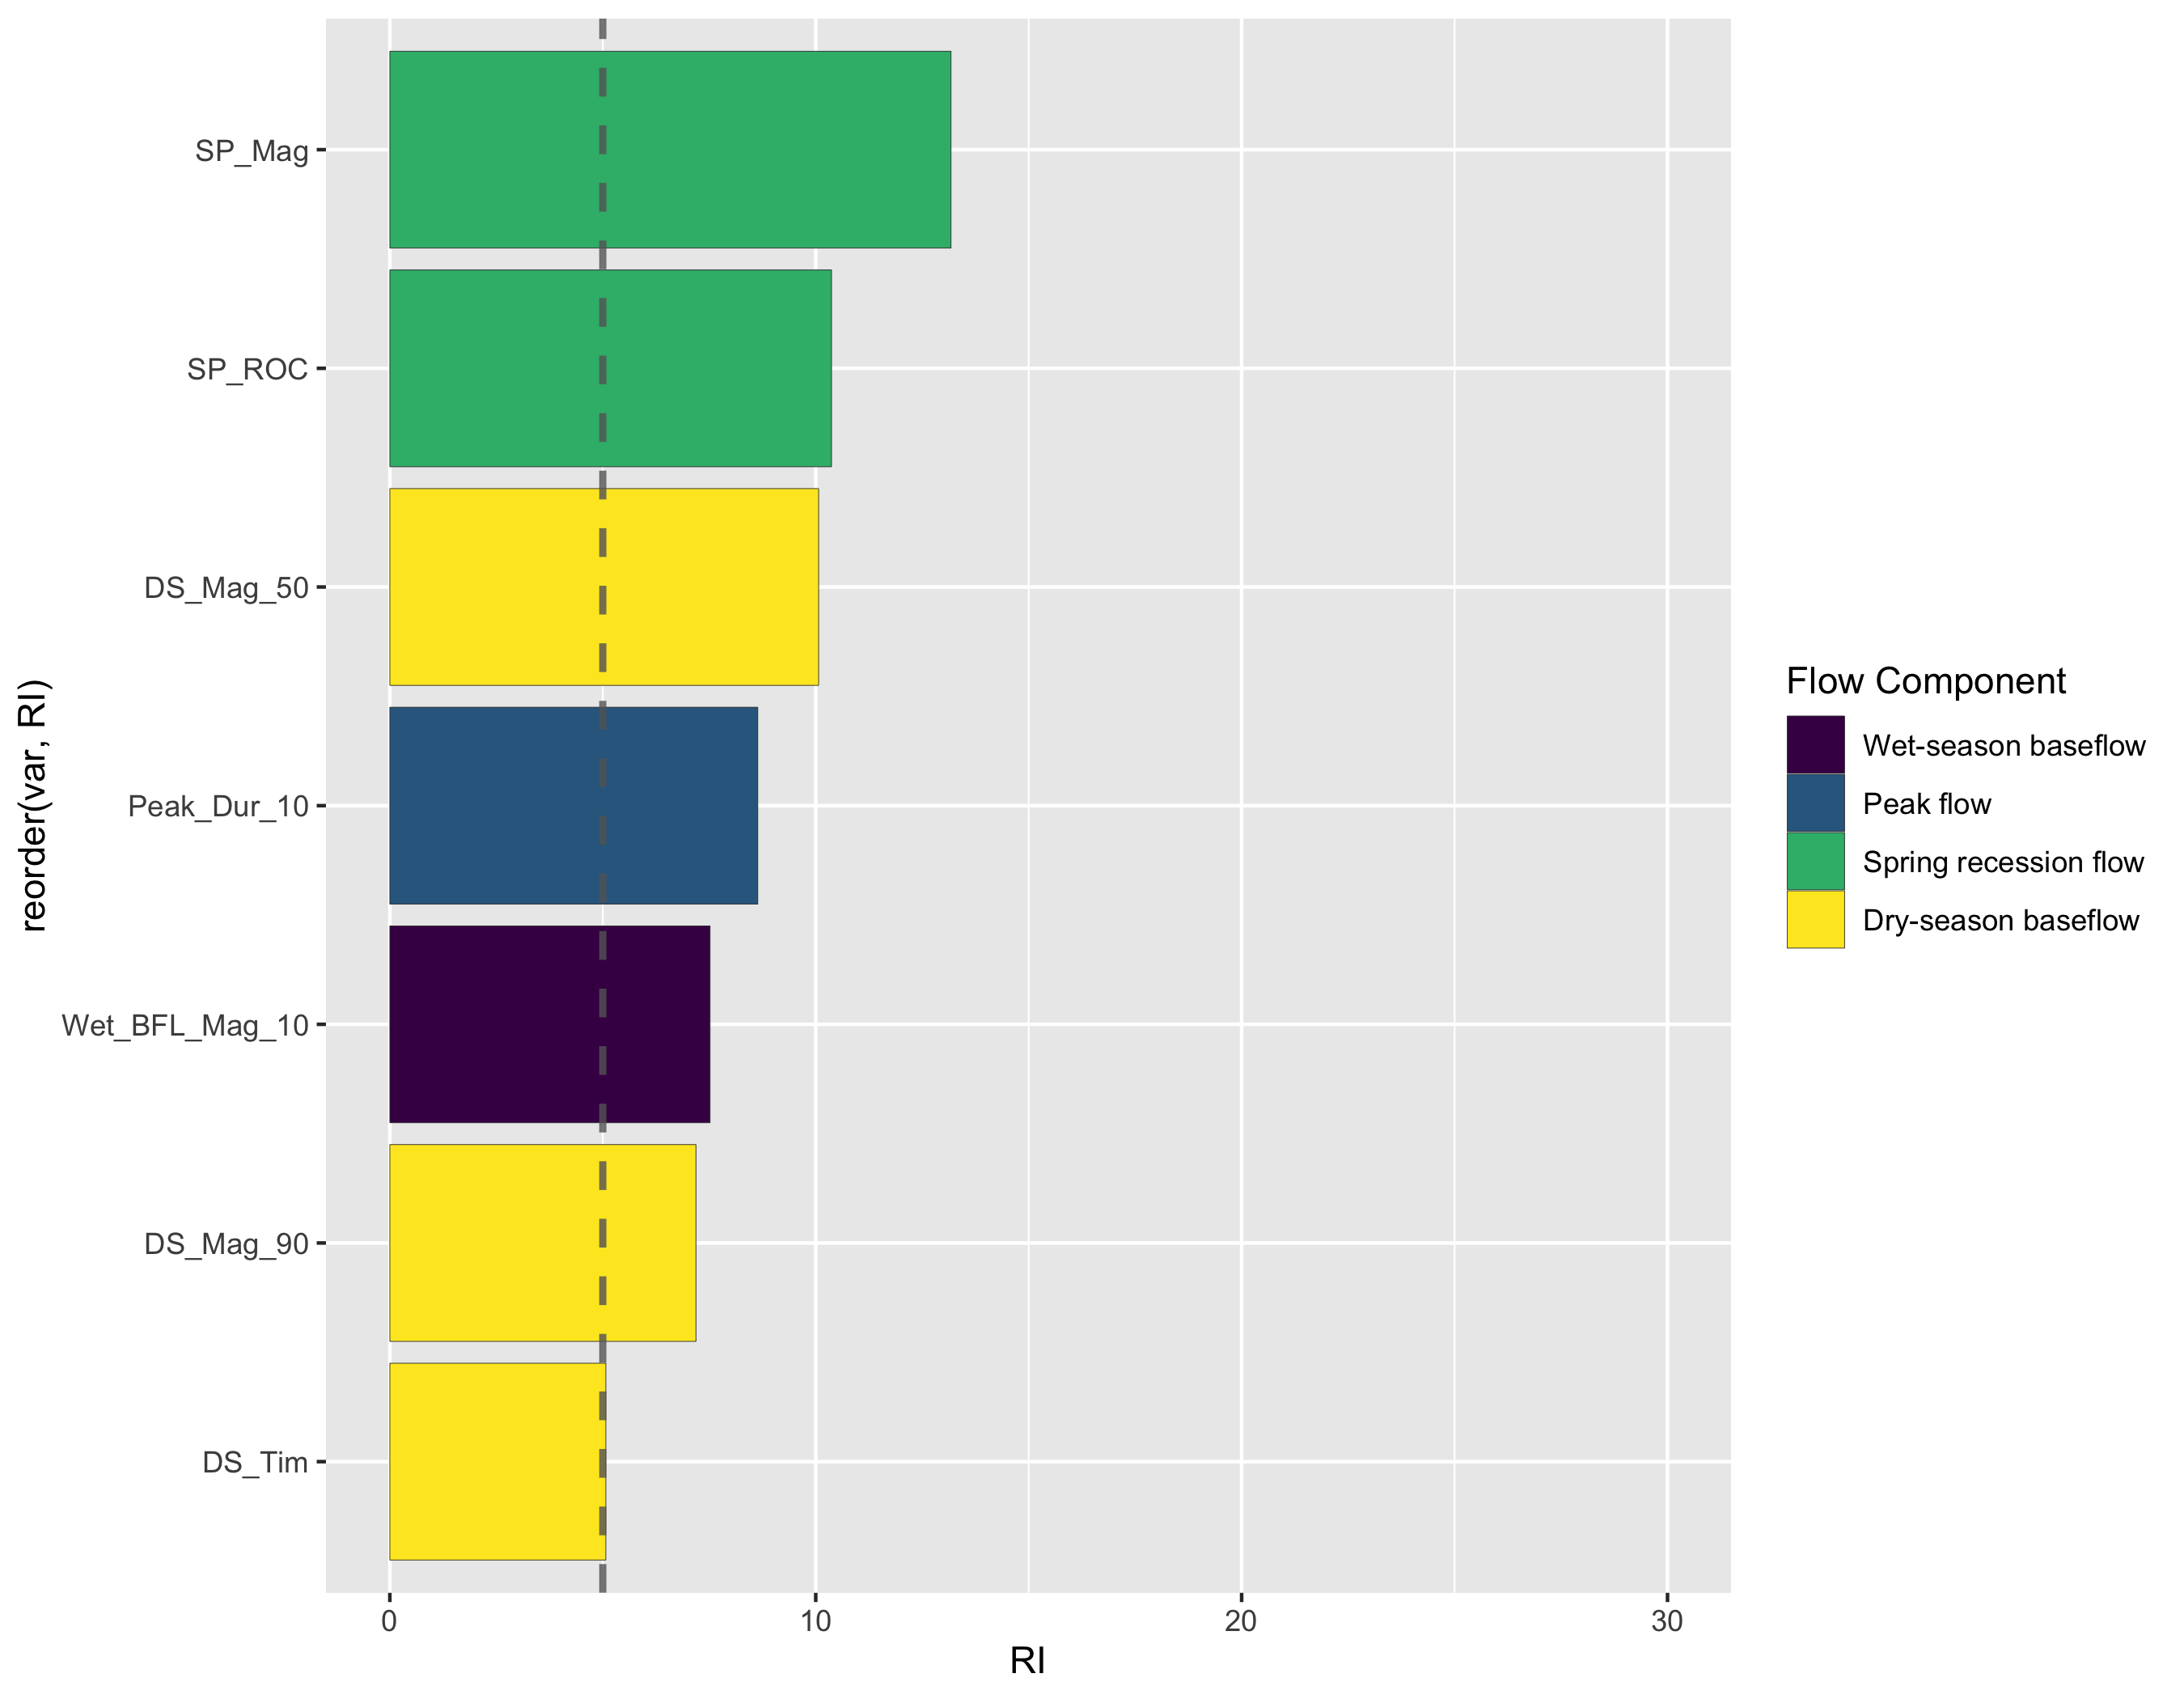 SP_Mag
SP_ROC
DS_Mag_50
Peak_Dur_10
Wet_BFL_Mag_10
DS_Mag_90
DS_Tim
reorder(var, RI)
0
10
20
30
RI
Flow Component
Wet-season baseflow
Peak flow
Spring recession flow
Dry-season baseflow